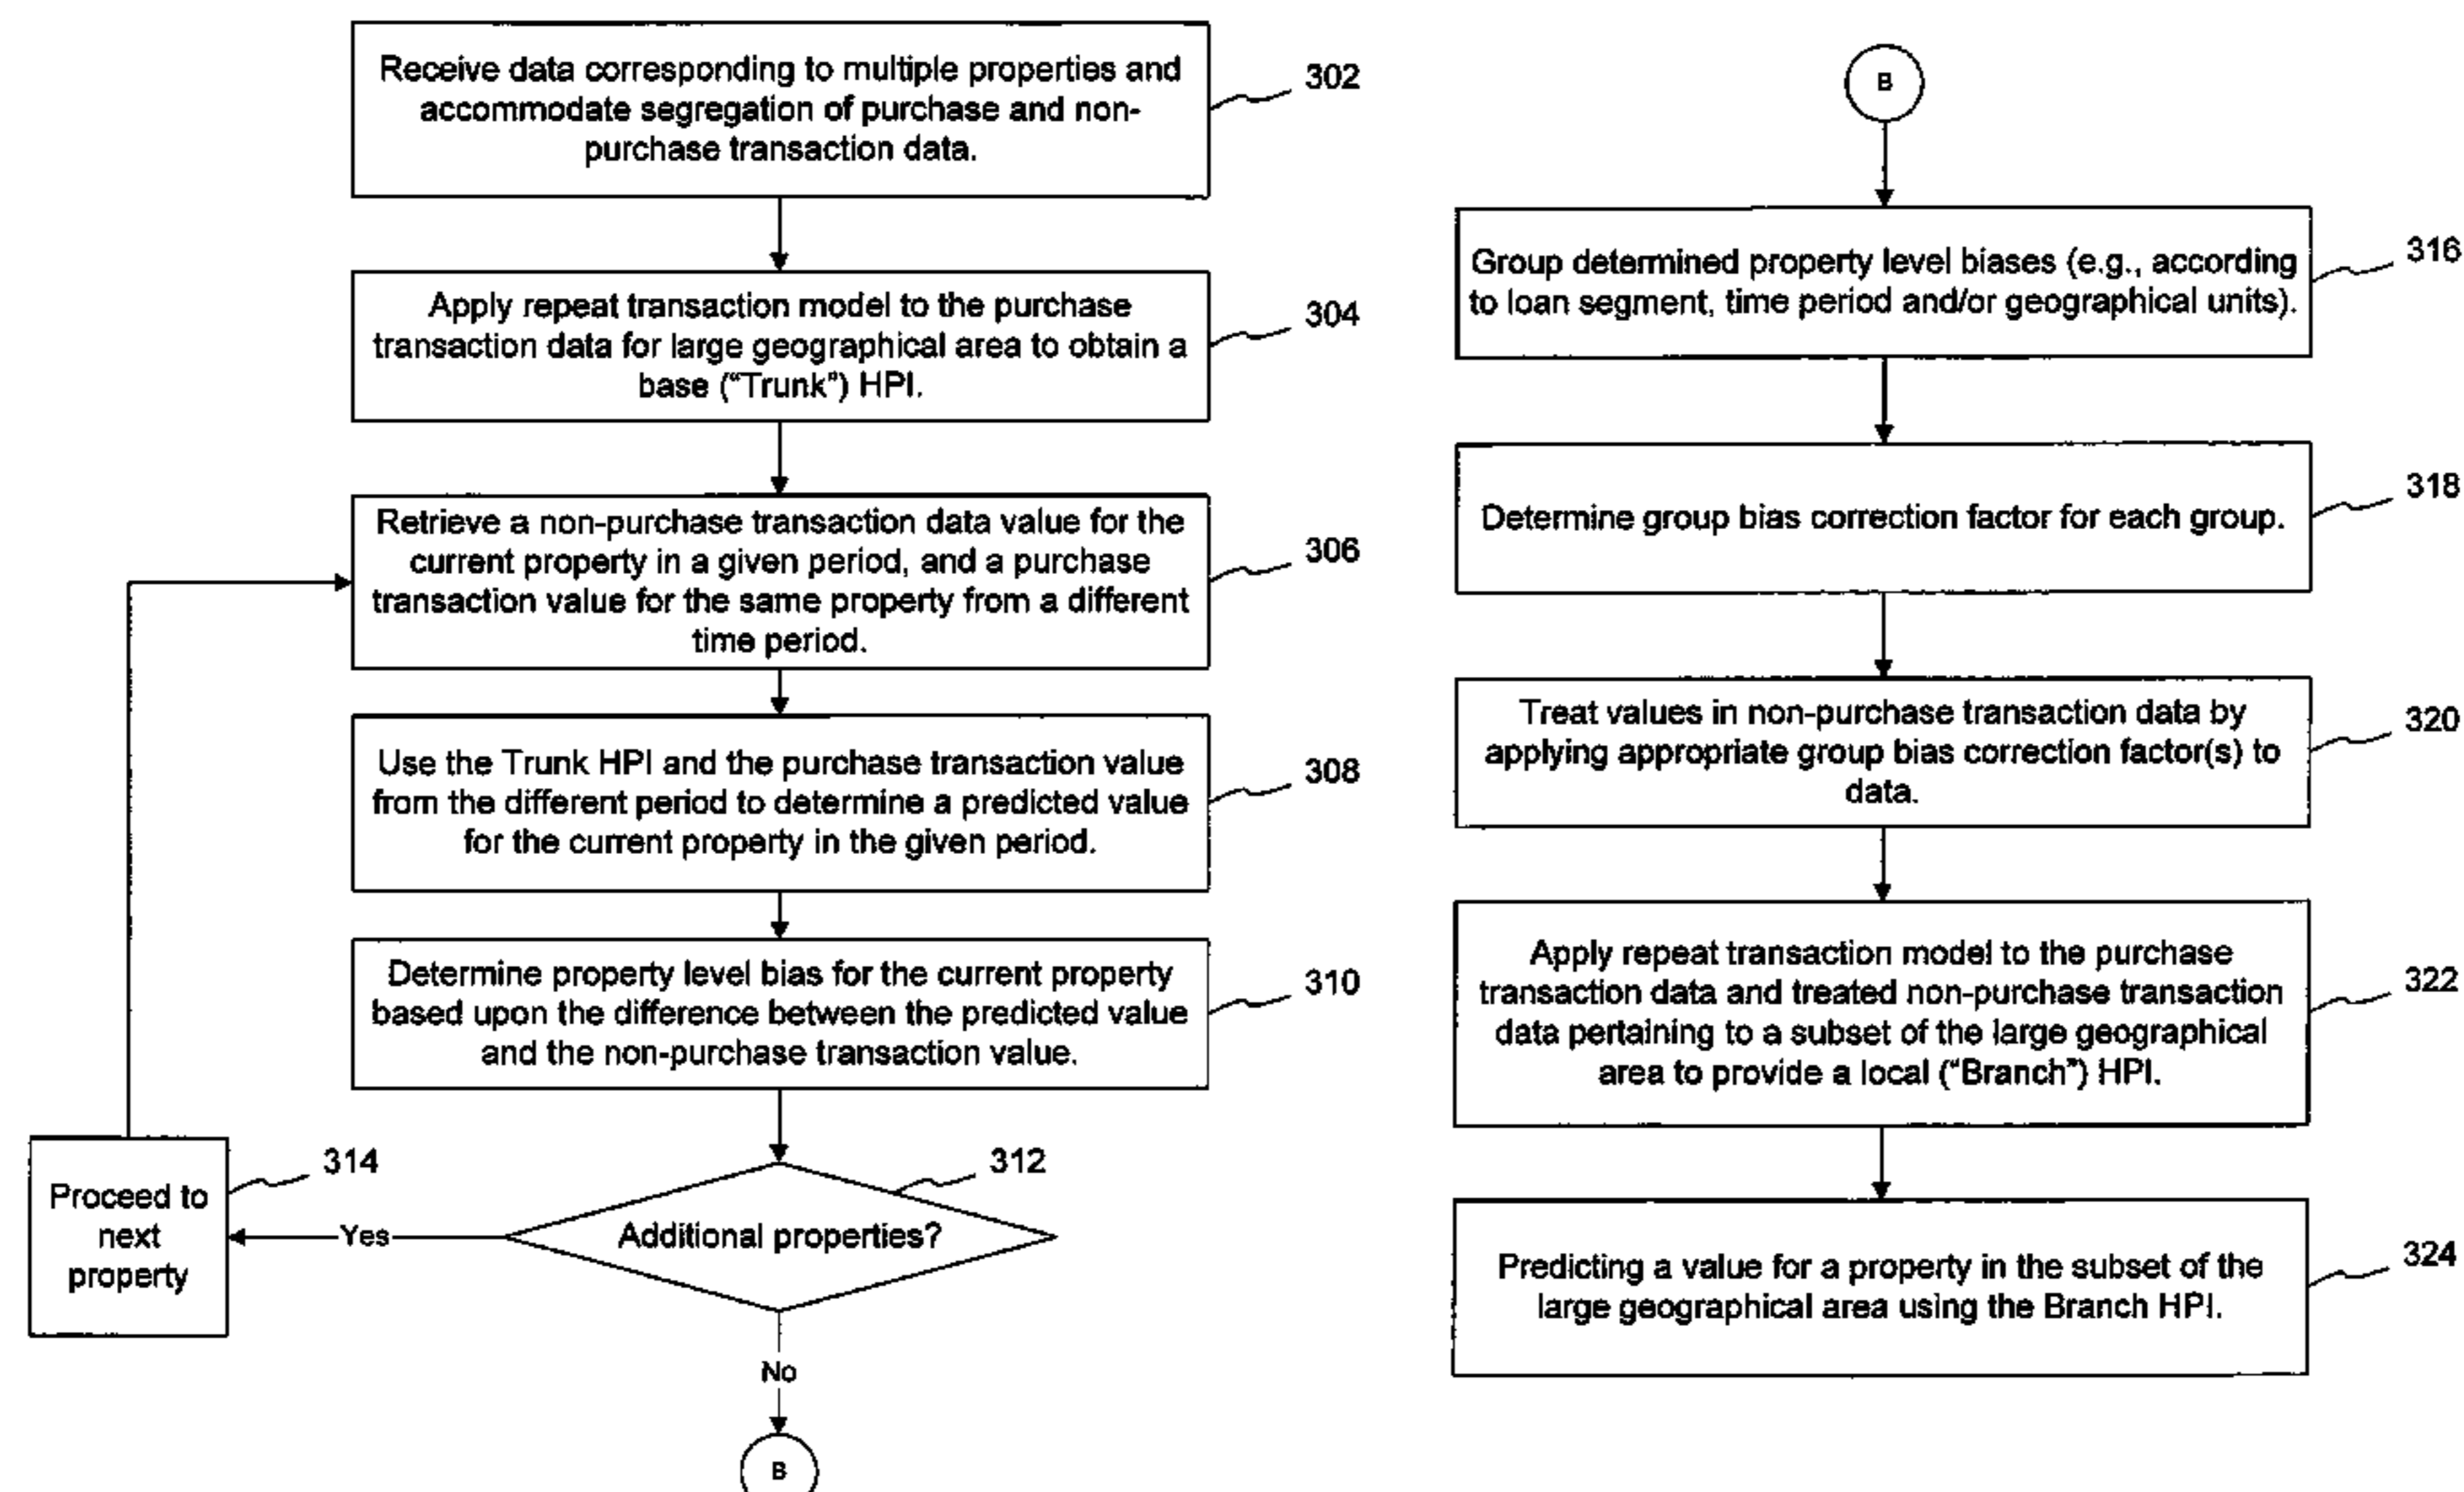 Receive data corresponding to multiple properties and
accommodate segregation of purchase and non-
purchase transaction data.
302
Apply repeat transaction model to the purchase
transaction data for large geographical area to obtain a
base (“Trunk”) HPI.
304
Retrieve a non-purchase transaction data value for the
current property in a given period, and a purchase
transaction value for the same property from a different
time period.
306
Use the Trunk HPI and the purchase transaction value
from the different period to determine a predicted value
for the current property in the given period.
308
Determine property level bias for the current property
based upon the difference between the predicted value
and the non-purchase transaction value.
310
312
Additional properties?
Yes
314
Proceed to
next
property
No
B
B
Group determined property level biases (e.g., according
to loan segment, time period and/or geographical units).
316
Determine group bias correction factor for each group.
318
Treat values in non-purchase transaction data by
applying appropriate group bias correction factor(s) to
data.
320
Apply repeat transaction model to the purchase
transaction data and treated non-purchase transaction
data pertaining to a subset of the large geographical
area to provide a local (“Branch”) HPI.
322
Predicting a value for a property in the subset of the
large geographical area using the Branch HPI.
324